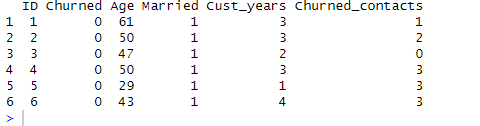 ID Churned Age Married Cust_years Churned_contacts
1 1 0 61 1 3 1
2 2 0 50 1 3 2
3 3 0 47 1 2 0
4 4 0 50 1 3 3
5 5 0 29 1 1 3
6 6 0 43 1 4 3
>